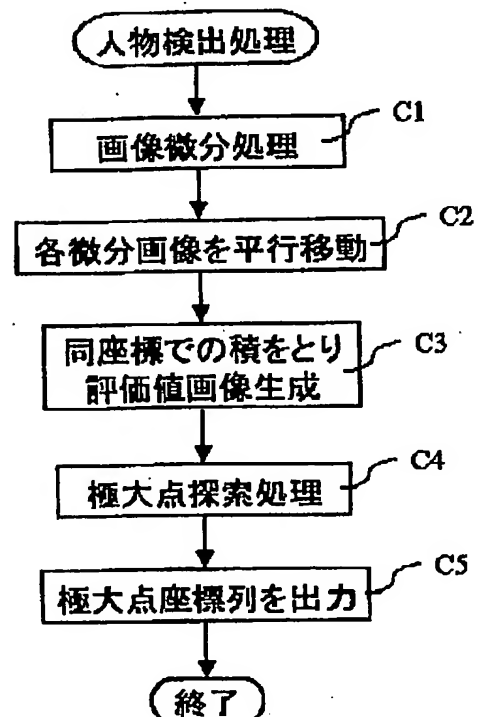 人物検出処理
C1
画像微分処理
C2
各微分画像を平行移動
C3
同座標での積をとり
評価値画像生成
C4
極大点探索処理
C5
極大点座標列を出力
終了